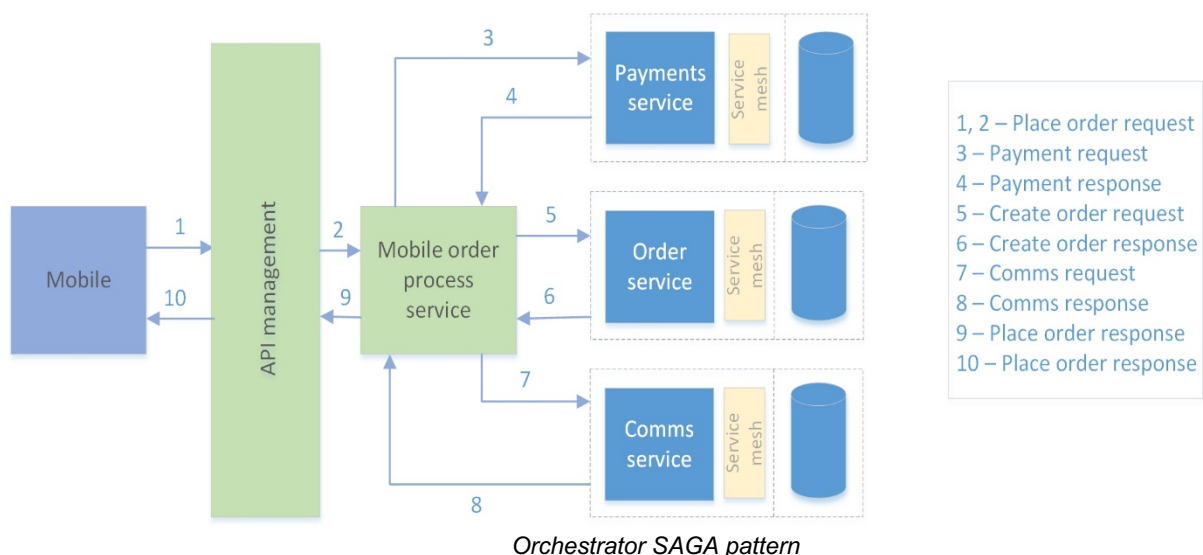 3
Payments
service
Service
mesh
4
1, 2 – Place order request
3 – Payment request
4 – Payment response
5 – Create order request
6 – Create order response
7 – Comms request
8 – Comms response
9 – Place order response
10 – Place order response
Mobile
1
10
API management
2
9
Mobile order
process
service
5
6
Order
service
Service
mesh
7
8
Comms
service
Service
mesh
Orchestrator SAGA pattern